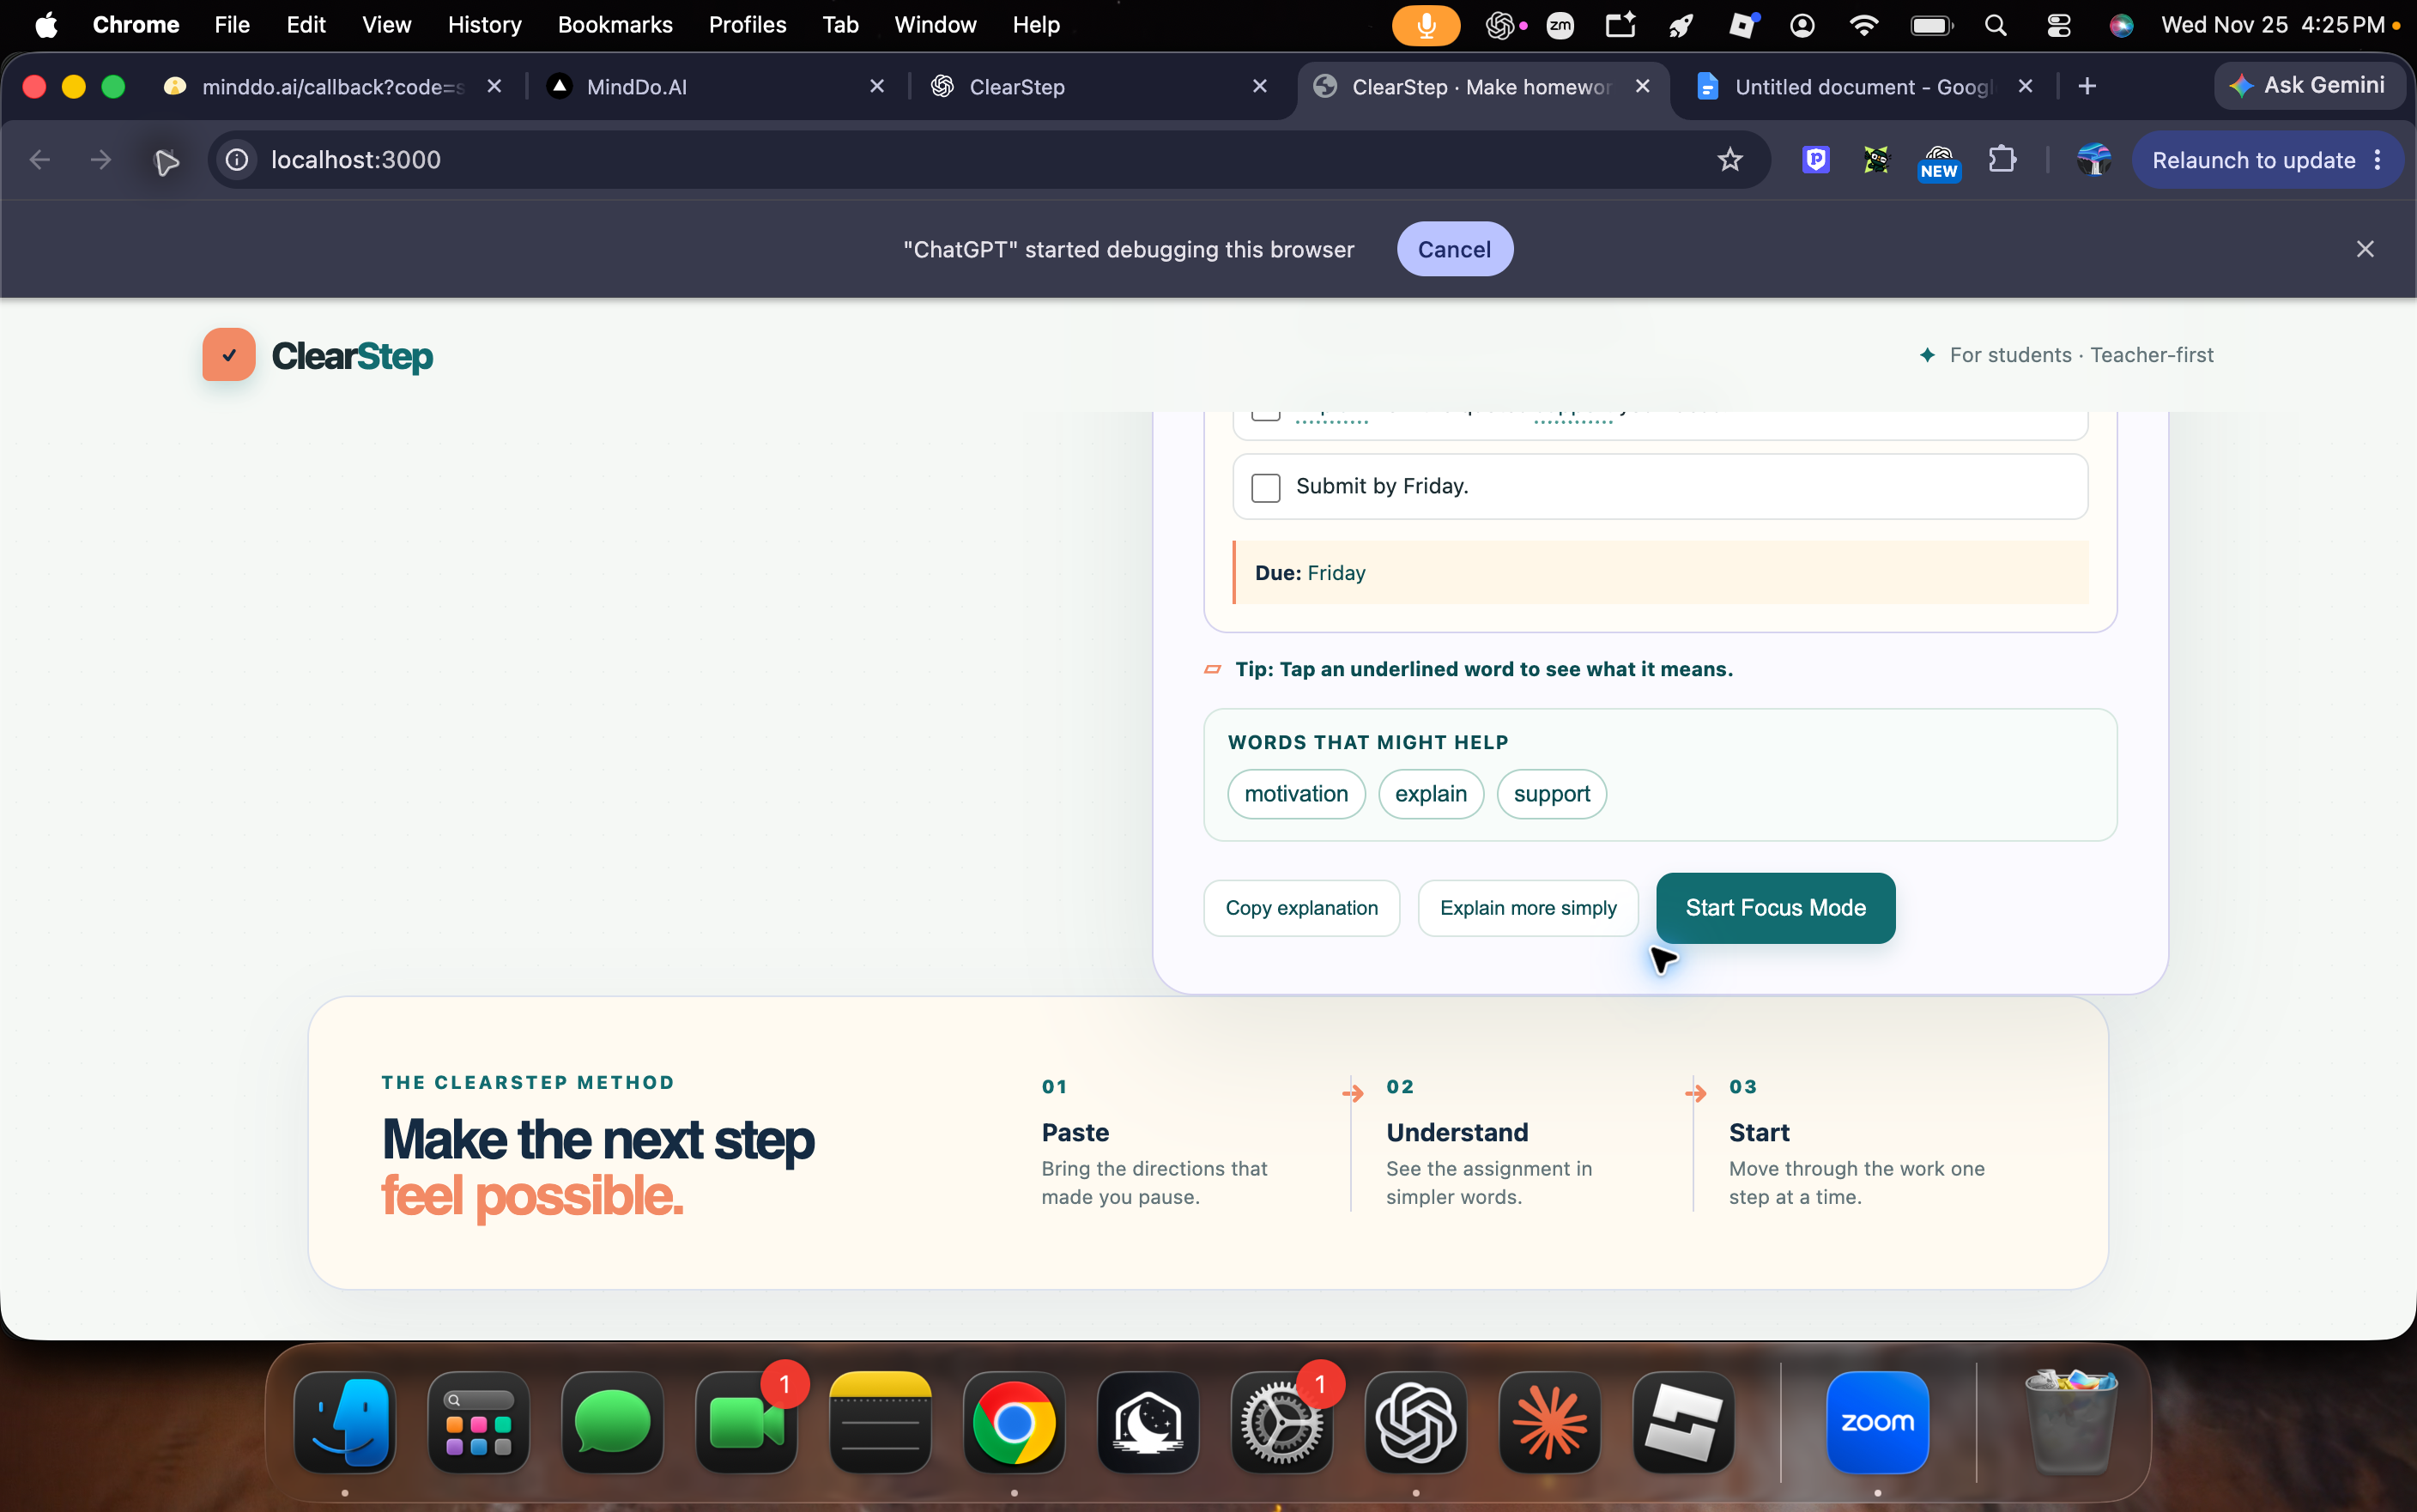 Chrome File Edit View History Bookmarks Profiles Tab Window Help zm Wed Nov 25 4:25 PM
minddo.ai/callback?code=s MindDo.AI ClearStep ClearStep · Make homewor Untitled document - Googl Ask Gemini
localhost:3000 NEW Relaunch to update
"ChatGPT" started debugging this browser Cancel
ClearStep For students · Teacher-first
Submit by Friday.
Due: Friday
Tip: Tap an underlined word to see what it means.
WORDS THAT MIGHT HELP
motivation explain support
Copy explanation Explain more simply Start Focus Mode
THE CLEARSTEP METHOD
Make the next step
feel possible.
01
Paste
Bring the directions that
made you pause.
02
Understand
See the assignment in
simpler words.
03
Start
Move through the work one
step at a time.
1
1
zoom